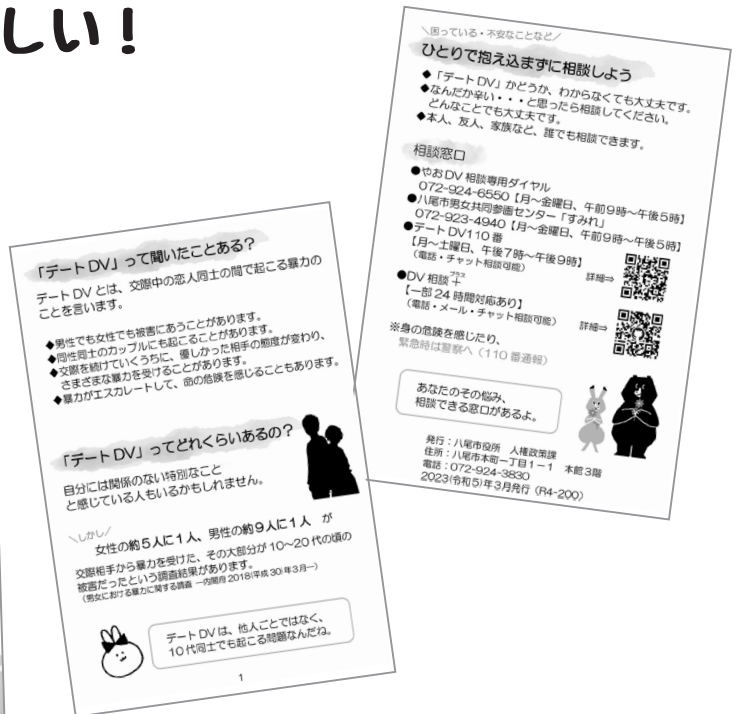 しい！
「デートDV」って聞いたことある？
デートDVとは、交際中の恋人同士の間で起こる暴力の
ことを言います。
◆男性でも女性でも被害にあうことがあります。
◆同性同士のカップルにも起こることがあります。
◆交際を続けていくうちに、優しかった相手の態度が変わり、
さまざまな暴力を受けることがあります。
◆暴力がエスカレートして、命の危険を感じることもあります。
「デートDV」ってどれくらいあるの？
自分には関係のない特別なこと
と感じている人もいるかもしれません。
＼しかし／
女性の約5人に1人、男性の約9人に1人 が
交際相手から暴力を受けた、その大部分が10～20代の頃の
被害だったという調査結果があります。
（男女における暴力に関する調査 ―内閣府2018(平成30)年3月―）
デートDVは、他人ごとではなく、
10代同士でも起こる問題なんだね。
1
＼困っている・不安なことなど／
ひとりで抱え込まずに相談しよう
◆「デートDV」かどうか、わからなくても大丈夫です。
◆なんだか辛い・・・と思ったら相談してください。
どんなことでも大丈夫です。
◆本人、友人、家族など、誰でも相談できます。
相談窓口
●やおDV相談専用ダイヤル
072-924-6550【月～金曜日、午前9時～午後5時】
●八尾市男女共同参画センター「すみれ」
072-923-4940【月～金曜日、午前9時～午後5時】
●デートDV110番
【月～土曜日、午後7時～午後9時】
（電話・チャット相談可能） 詳細⇒
プラス
●DV相談＋
【一部24時間対応あり】
（電話・メール・チャット相談可能） 詳細⇒
※身の危険を感じたり、
緊急時は警察へ（110番通報）
あなたのその悩み、
相談できる窓口があるよ。
発行：八尾市役所 人権政策課
住所：八尾市本町一丁目1－1 本館3階
電話：072-924-3830
2023(令和5)年3月発行（R4-200）